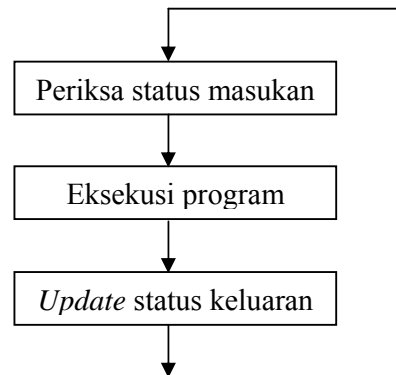 Periksa status masukan
Eksekusi program
Update status keluaran